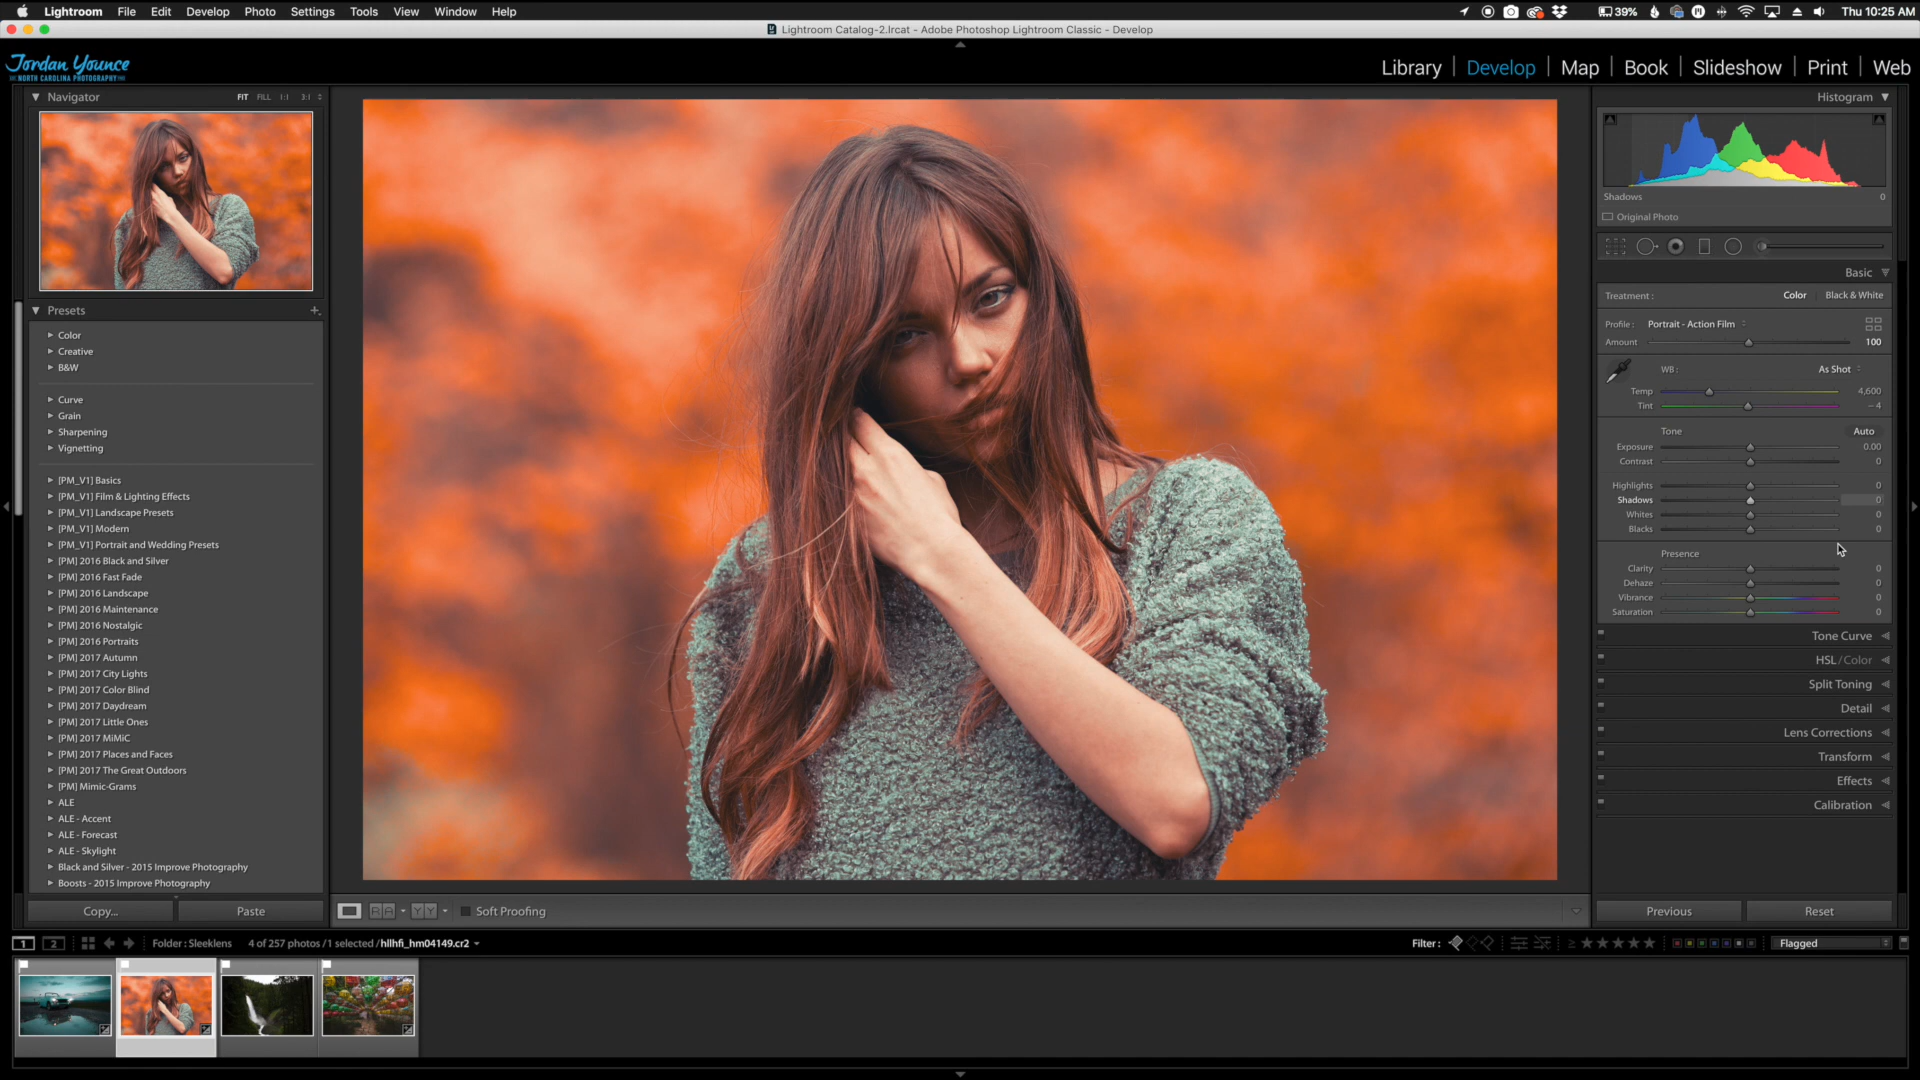 Lightroom File Edit Develop Photo Settings Tools View Window Help
39% Thu 10:25 AM
Lightroom Catalog-2.lrcat - Adobe Photoshop Lightroom Classic - Develop
Jordan Younce
NORTH CAROLINA PHOTOGRAPHY
Library | Develop | Map | Book | Slideshow | Print | Web
Navigator FIT FILL 1:1 3:1
Presets +
Color
Creative
B&W
Curve
Grain
Sharpening
Vignetting
[PM_V1] Basics
[PM_V1] Film & Lighting Effects
[PM_V1] Landscape Presets
[PM_V1] Modern
[PM_V1] Portrait and Wedding Presets
[PM] 2016 Black and Silver
[PM] 2016 Fast Fade
[PM] 2016 Landscape
[PM] 2016 Maintenance
[PM] 2016 Nostalgic
[PM] 2016 Portraits
[PM] 2017 Autumn
[PM] 2017 City Lights
[PM] 2017 Color Blind
[PM] 2017 Daydream
[PM] 2017 Little Ones
[PM] 2017 MiMiC
[PM] 2017 Places and Faces
[PM] 2017 The Great Outdoors
[PM] Mimic-Grams
ALE
ALE - Accent
ALE - Forecast
ALE - Skylight
Black and Silver - 2015 Improve Photography
Boosts - 2015 Improve Photography
Copy... Paste
Soft Proofing
Histogram
Shadows 0
Original Photo
Basic
Treatment : Color Black & White
Profile : Portrait - Action Film
Amount 100
WB : As Shot
Temp 4,600
Tint – 4
Tone Auto
Exposure 0.00
Contrast 0
Highlights 0
Shadows 0
Whites 0
Blacks 0
Presence
Clarity 0
Dehaze 0
Vibrance 0
Saturation 0
Tone Curve
HSL / Color
Split Toning
Detail
Lens Corrections
Transform
Effects
Calibration
Previous Reset
1 2 Folder : Sleeklens 4 of 257 photos / 1 selected / hllhfi_hm04149.cr2 Filter : ≥ Flagged